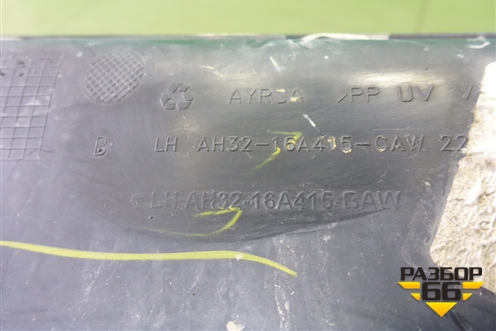 AYRSA >PP UV
B LH AH32-16A415-CAW 22
LH AH32-16A415-BAW
РАЗБОР
66